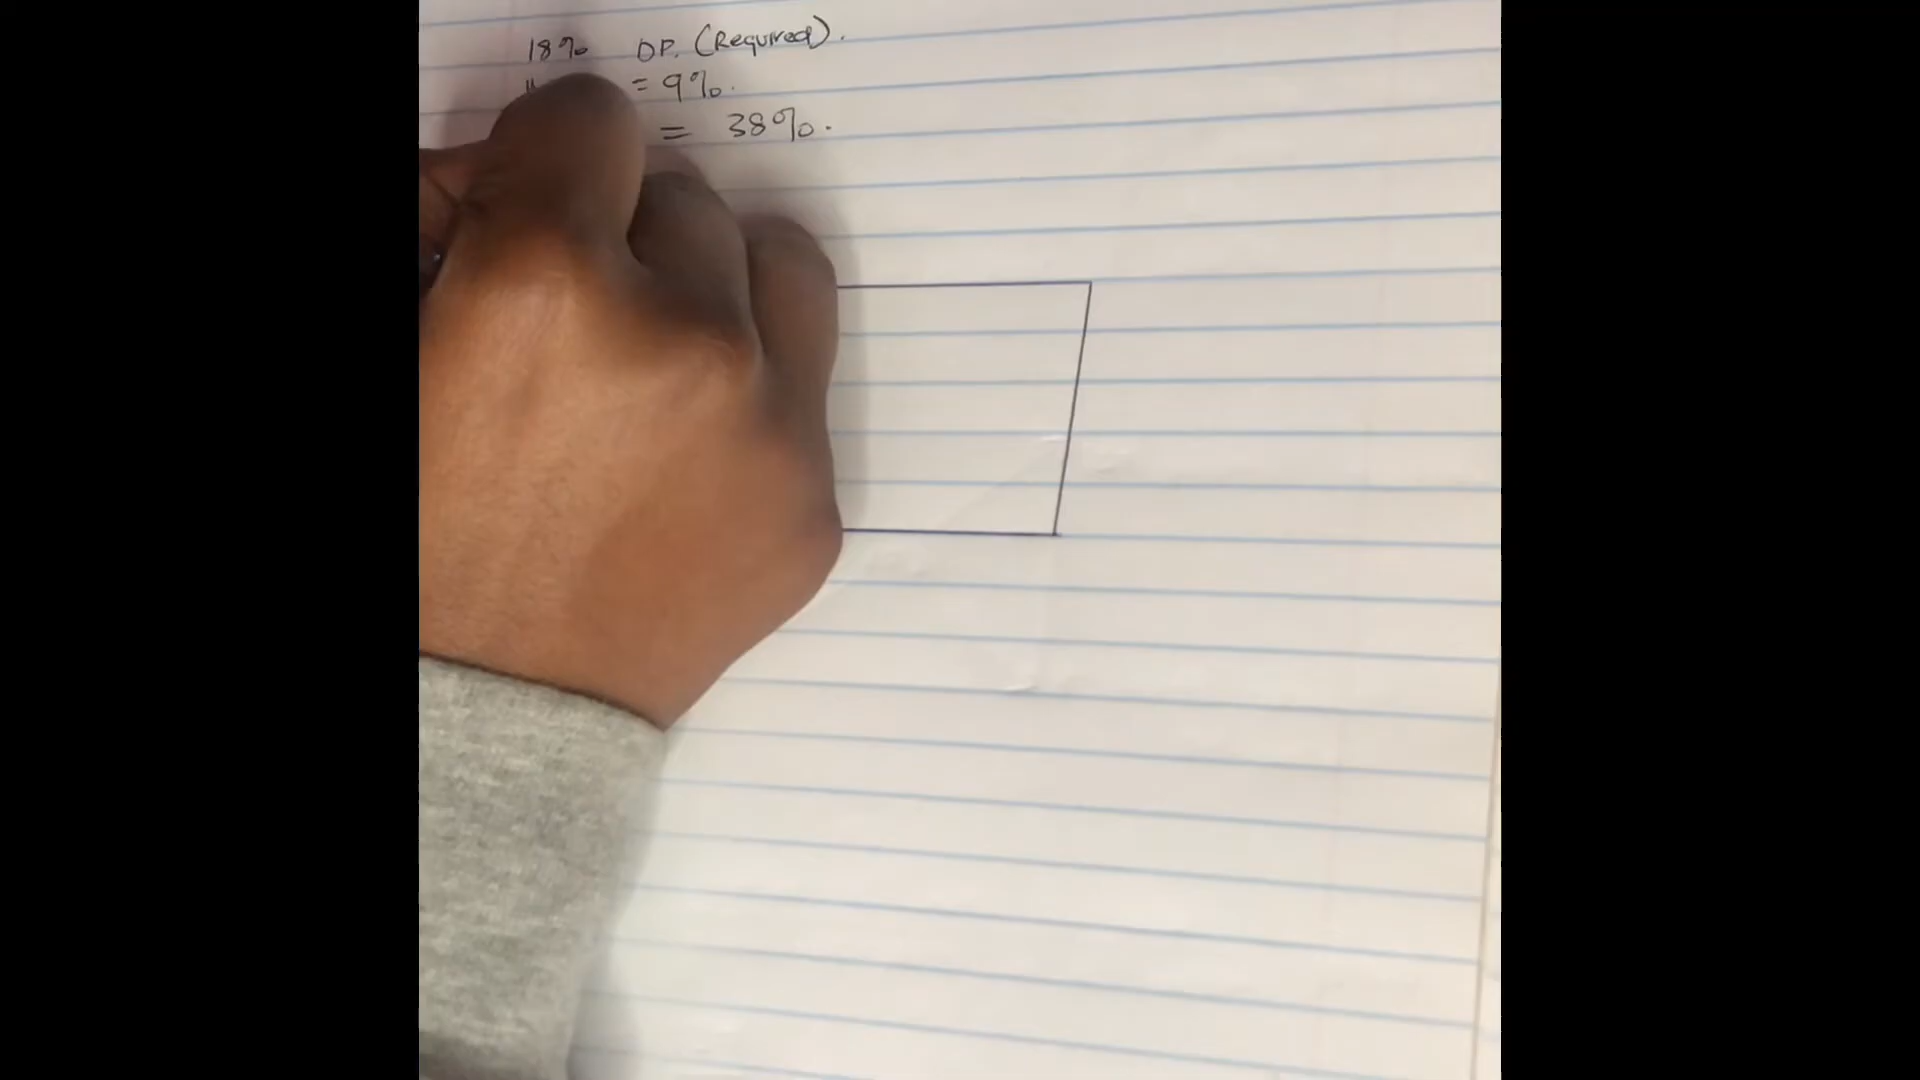 18% DP. (Required).
= 9%.
= 38%.